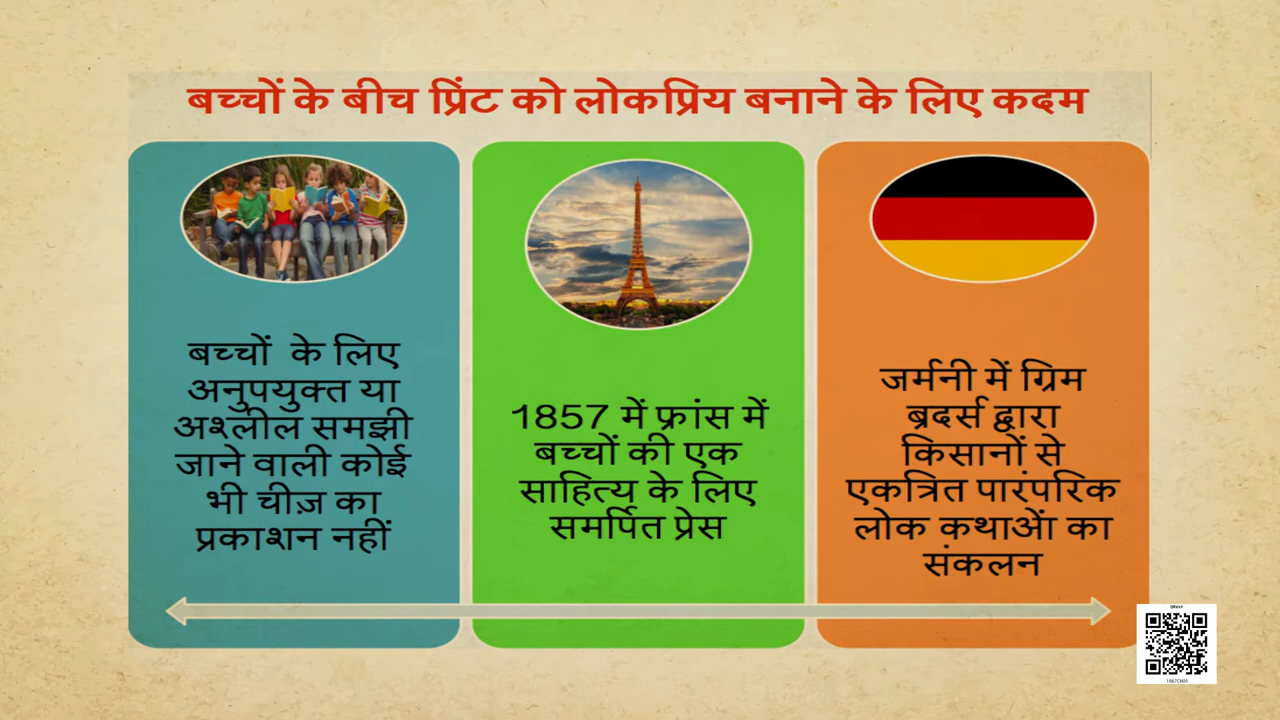 बच्चों के बीच प्रिंट को लोकप्रिय बनाने के लिए कदम
बच्चों के लिए
अनुपयुक्त या
अश्लील समझी
जाने वाली कोई
भी चीज़ का
प्रकाशन नहीं
1857 में फ्रांस में
बच्चों की एक
साहित्य के लिए
समर्पित प्रेस
जर्मनी में ग्रिम
ब्रदर्स द्वारा
किसानों से
एकत्रित पारंपरिक
लोक कथाओं का
संकलन